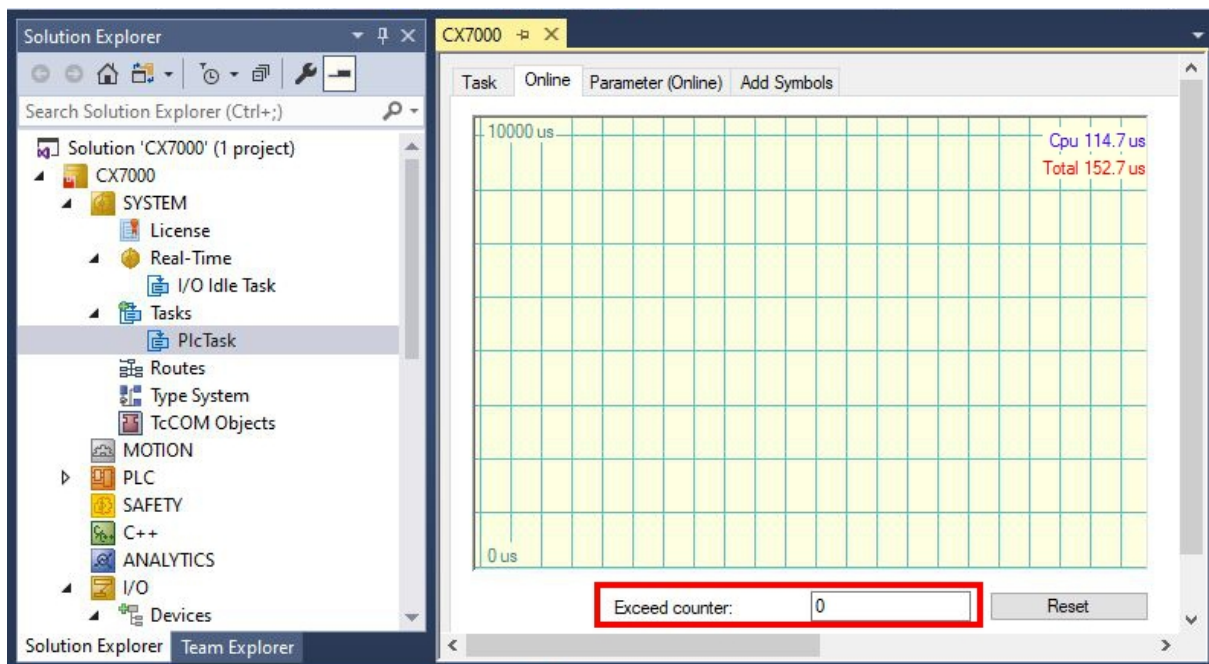 Solution Explorer
Search Solution Explorer (Ctrl+;)
Solution 'CX7000' (1 project)
CX7000
SYSTEM
License
Real-Time
I/O Idle Task
Tasks
PlcTask
Routes
Type System
TcCOM Objects
MOTION
PLC
SAFETY
C++
ANALYTICS
I/O
Devices
Solution Explorer Team Explorer
CX7000
Task Online Parameter (Online) Add Symbols
10000 us
Cpu 114.7 us
Total 152.7 us
0 us
Exceed counter: 0 Reset